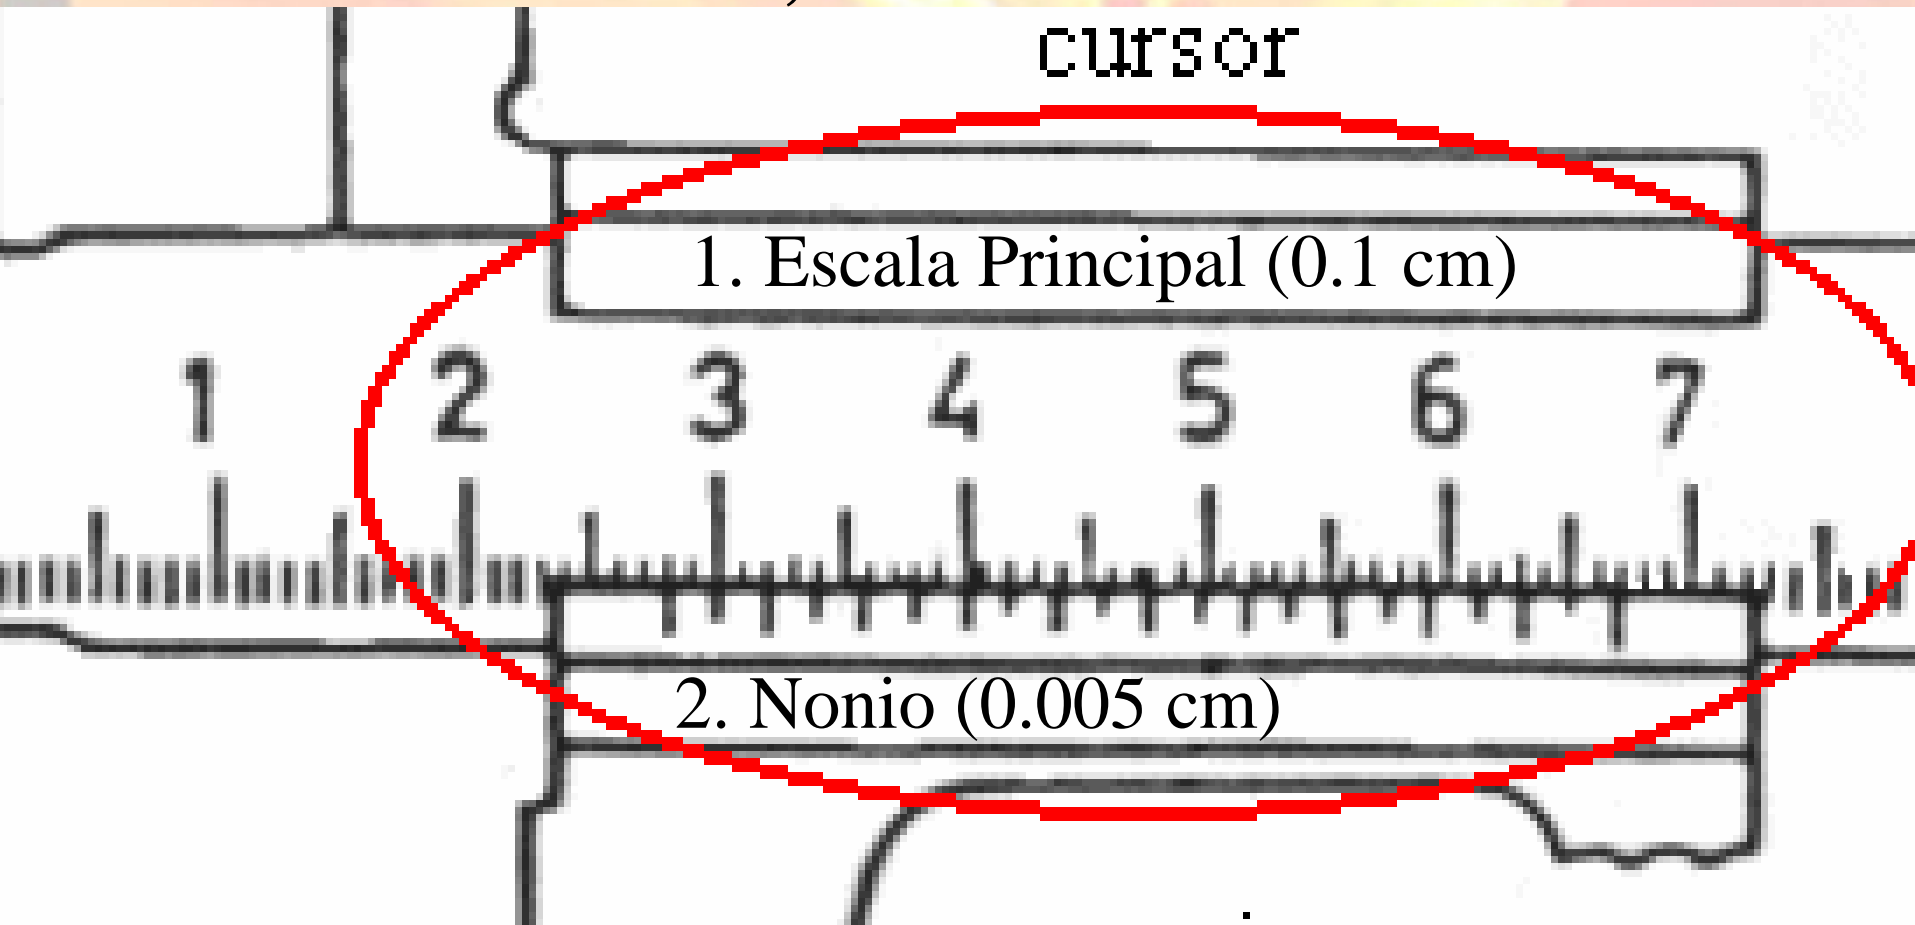 cursor
1. Escala Principal (0.1 cm)
1 2 3 4 5 6 7
2. Nonio (0.005 cm)